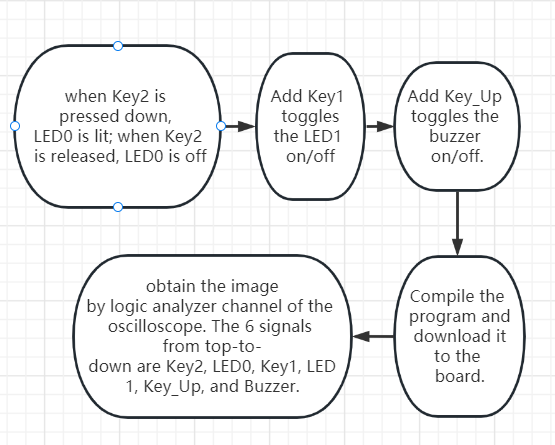 when Key2 is
pressed down,
LED0 is lit; when Key2
is released, LED0 is off
Add Key1
toggles
the LED1
on/off
Add Key_Up
toggles the
buzzer
on/off.
Compile the
program and
download it
to the
board.
obtain the image
by logic analyzer channel of the
oscilloscope. The 6 signals
from top-to-
down are Key2, LED0, Key1, LED
1, Key_Up, and Buzzer.